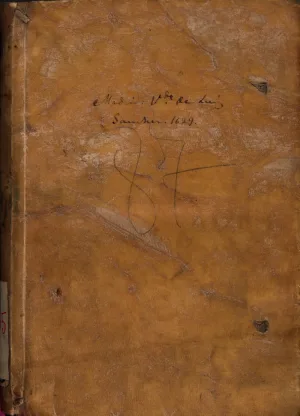 Madrid: Vda. de Luis
Sanchez. 1629.